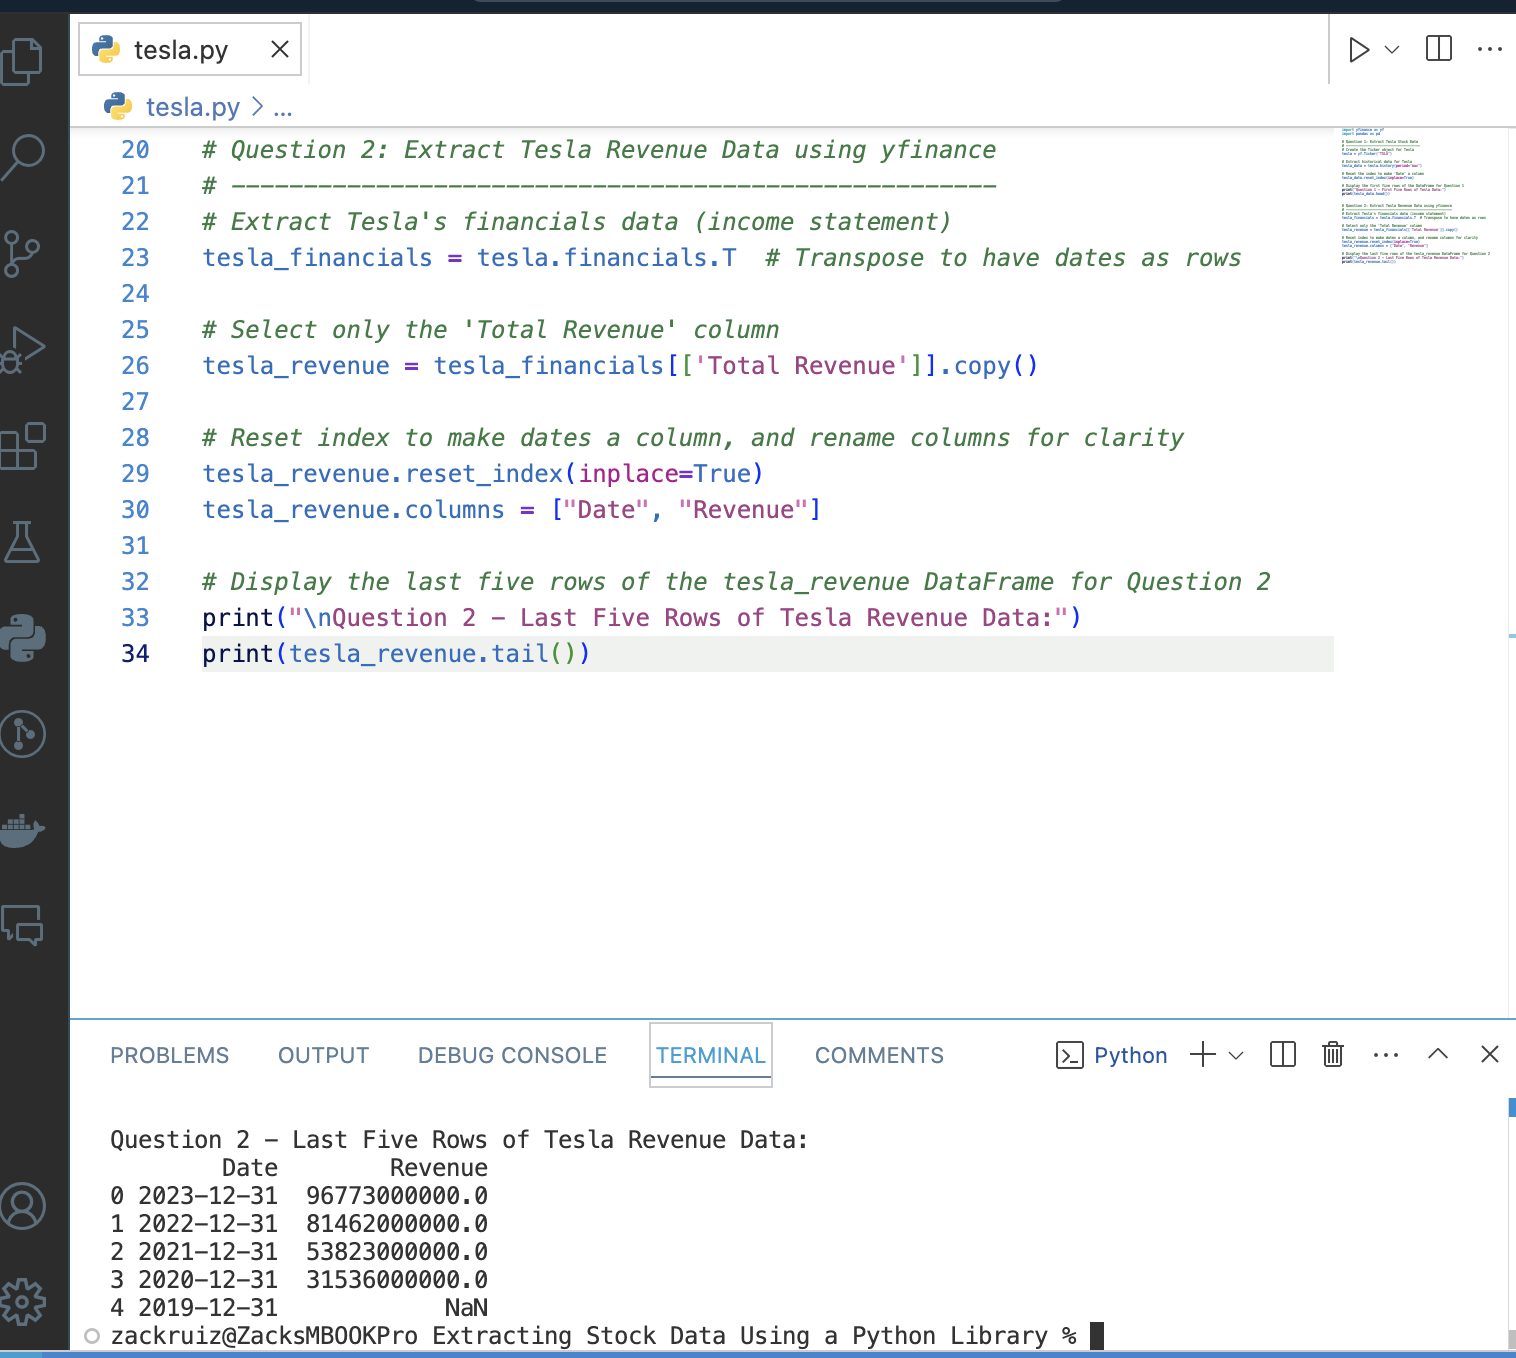 tesla.py
tesla.py > ...
20 # Question 2: Extract Tesla Revenue Data using yfinance
21 # -----------------------------------------------------
22 # Extract Tesla's financials data (income statement)
23 tesla_financials = tesla.financials.T  # Transpose to have dates as rows
24
25 # Select only the 'Total Revenue' column
26 tesla_revenue = tesla_financials[['Total Revenue']].copy()
27
28 # Reset index to make dates a column, and rename columns for clarity
29 tesla_revenue.reset_index(inplace=True)
30 tesla_revenue.columns = ["Date", "Revenue"]
31
32 # Display the last five rows of the tesla_revenue DataFrame for Question 2
33 print("\nQuestion 2 - Last Five Rows of Tesla Revenue Data:")
34 print(tesla_revenue.tail())
PROBLEMS OUTPUT DEBUG CONSOLE TERMINAL COMMENTS Python
Question 2 - Last Five Rows of Tesla Revenue Data:
Date Revenue
0 2023-12-31 96773000000.0
1 2022-12-31 81462000000.0
2 2021-12-31 53823000000.0
3 2020-12-31 31536000000.0
4 2019-12-31 NaN
zackruiz@ZacksMBOOKPro Extracting Stock Data Using a Python Library %